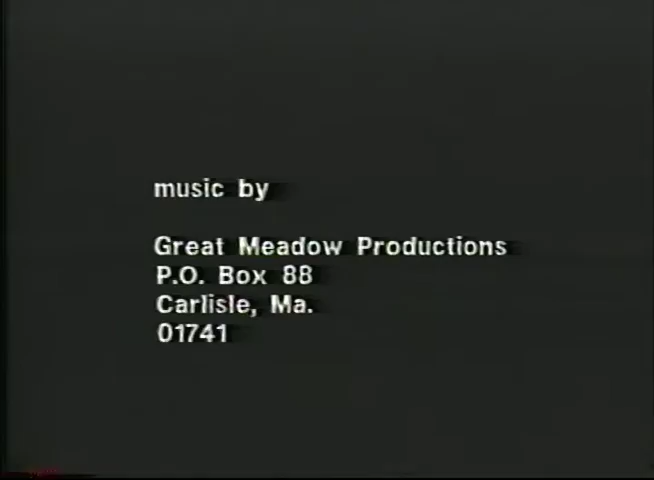 music by
Great Meadow Productions
P.O. Box 88
Carlisle, Ma.
01741